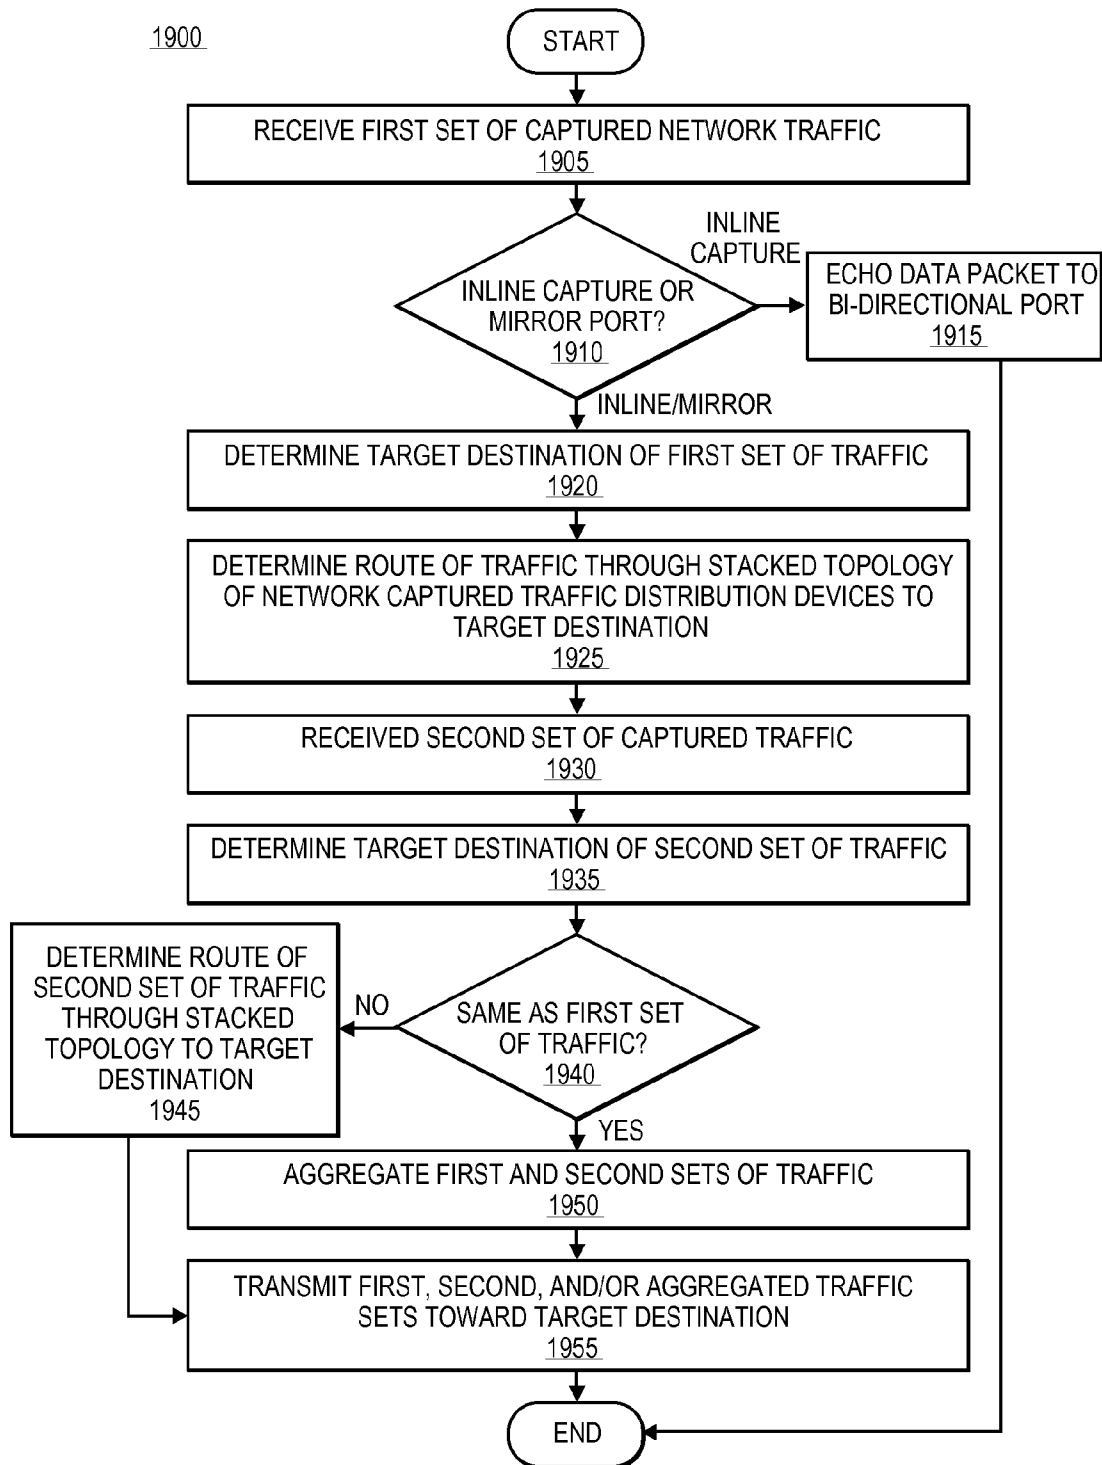 1900
START
RECEIVE FIRST SET OF CAPTURED NETWORK TRAFFIC
1905
INLINE
CAPTURE
INLINE CAPTURE OR
MIRROR PORT?
1910
ECHO DATA PACKET TO
BI-DIRECTIONAL PORT
1915
INLINE/MIRROR
DETERMINE TARGET DESTINATION OF FIRST SET OF TRAFFIC
1920
DETERMINE ROUTE OF TRAFFIC THROUGH STACKED TOPOLOGY
OF NETWORK CAPTURED TRAFFIC DISTRIBUTION DEVICES TO
TARGET DESTINATION
1925
RECEIVED SECOND SET OF CAPTURED TRAFFIC
1930
DETERMINE TARGET DESTINATION OF SECOND SET OF TRAFFIC
1935
SAME AS FIRST SET
OF TRAFFIC?
1940
NO
DETERMINE ROUTE OF
SECOND SET OF TRAFFIC
THROUGH STACKED
TOPOLOGY TO TARGET
DESTINATION
1945
YES
AGGREGATE FIRST AND SECOND SETS OF TRAFFIC
1950
TRANSMIT FIRST, SECOND, AND/OR AGGREGATED TRAFFIC
SETS TOWARD TARGET DESTINATION
1955
END